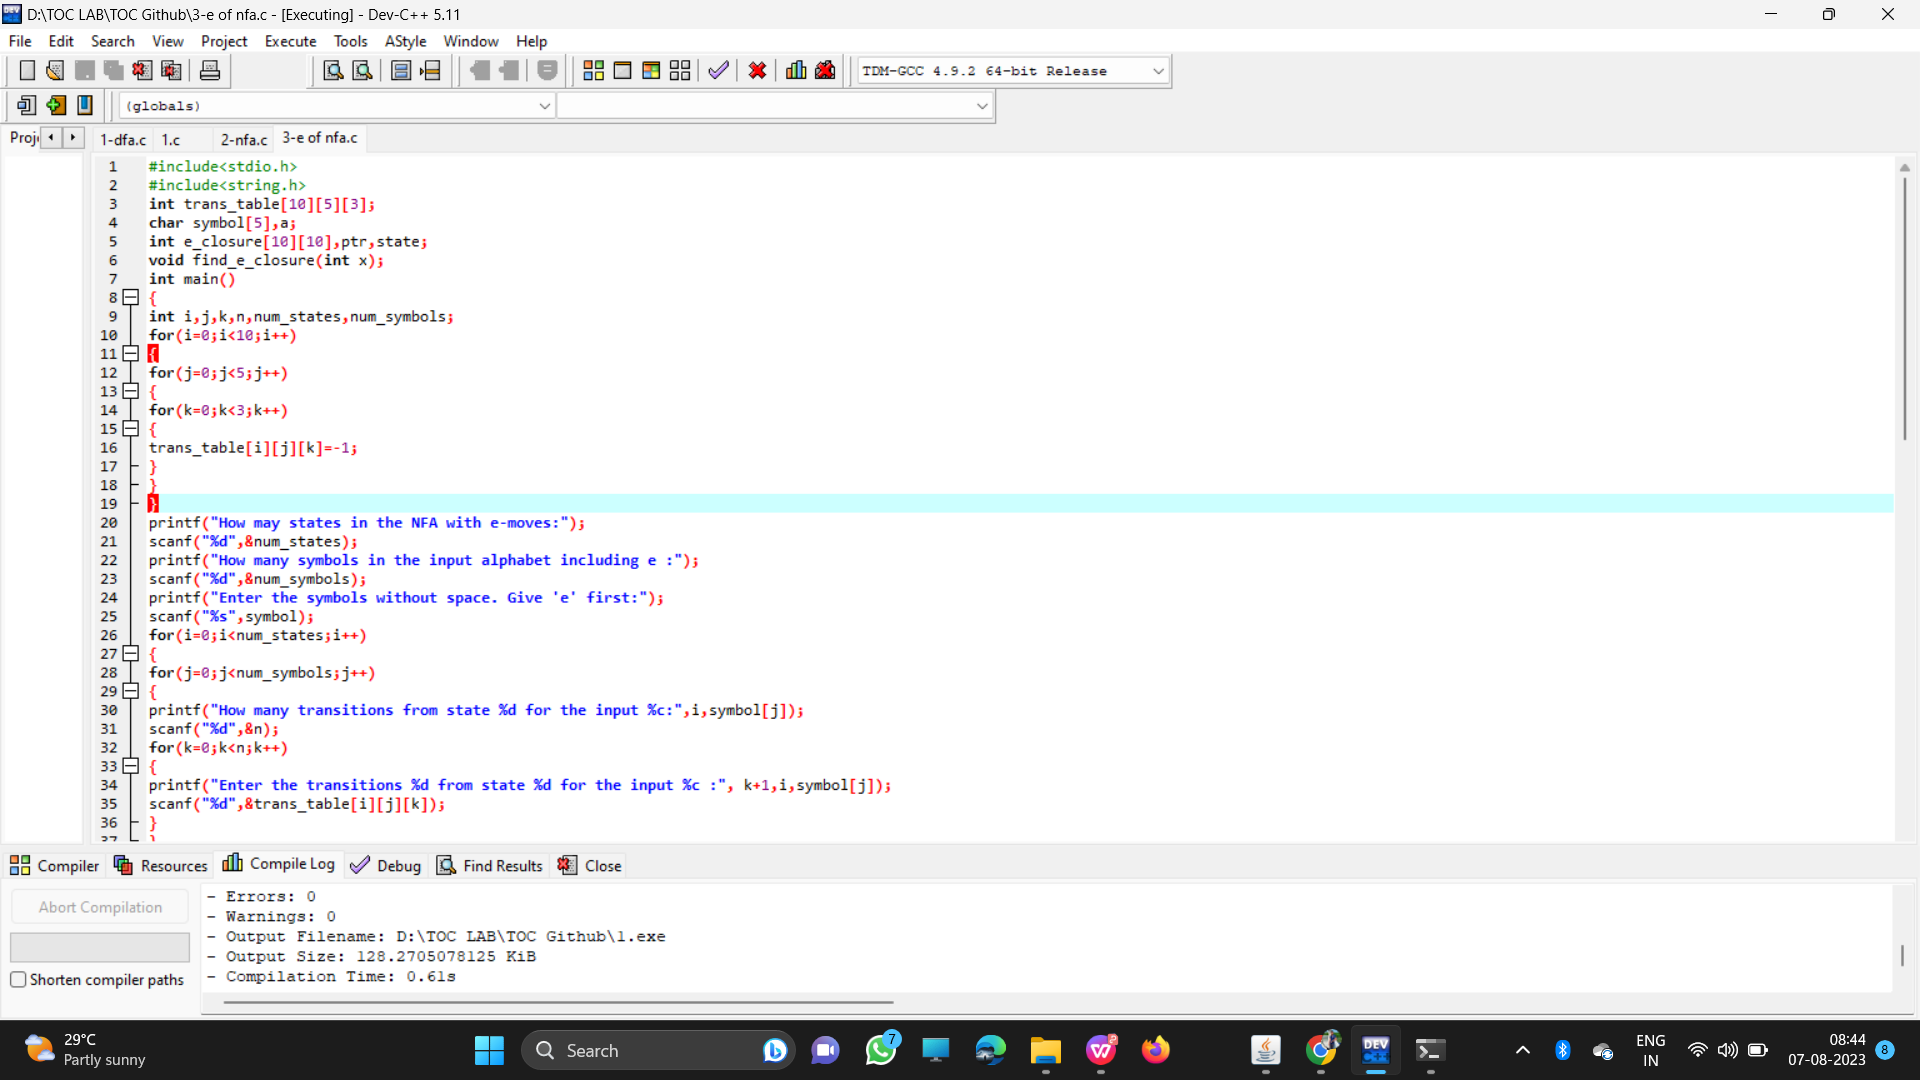 D:\TOC LAB\TOC Github\3-e of nfa.c - [Executing] - Dev-C++ 5.11
File Edit Search View Project Execute Tools AStyle Window Help
TDM-GCC 4.9.2 64-bit Release
(globals)
Proj 1-dfa.c 1.c 2-nfa.c 3-e of nfa.c
1 #include<stdio.h>
2 #include<string.h>
3 int trans_table[10][5][3];
4 char symbol[5],a;
5 int e_closure[10][10],ptr,state;
6 void find_e_closure(int x);
7 int main()
8 {
9 int i,j,k,n,num_states,num_symbols;
10 for(i=0;i<10;i++)
11 {
12 for(j=0;j<5;j++)
13 {
14 for(k=0;k<3;k++)
15 {
16 trans_table[i][j][k]=-1;
17 }
18 }
19 }
20 printf("How may states in the NFA with e-moves:");
21 scanf("%d",&num_states);
22 printf("How many symbols in the input alphabet including e :");
23 scanf("%d",&num_symbols);
24 printf("Enter the symbols without space. Give 'e' first:");
25 scanf("%s",symbol);
26 for(i=0;i<num_states;i++)
27 {
28 for(j=0;j<num_symbols;j++)
29 {
30 printf("How many transitions from state %d for the input %c:",i,symbol[j]);
31 scanf("%d",&n);
32 for(k=0;k<n;k++)
33 {
34 printf("Enter the transitions %d from state %d for the input %c :", k+1,i,symbol[j]);
35 scanf("%d",&trans_table[i][j][k]);
36 }
37 }
Compiler Resources Compile Log Debug Find Results Close
Abort Compilation
Shorten compiler paths
- Errors: 0
- Warnings: 0
- Output Filename: D:\TOC LAB\TOC Github\1.exe
- Output Size: 128.2705078125 KiB
- Compilation Time: 0.61s
29°C
Partly sunny
Search
7
DEV C++
ENG
IN
08:44
07-08-2023
8